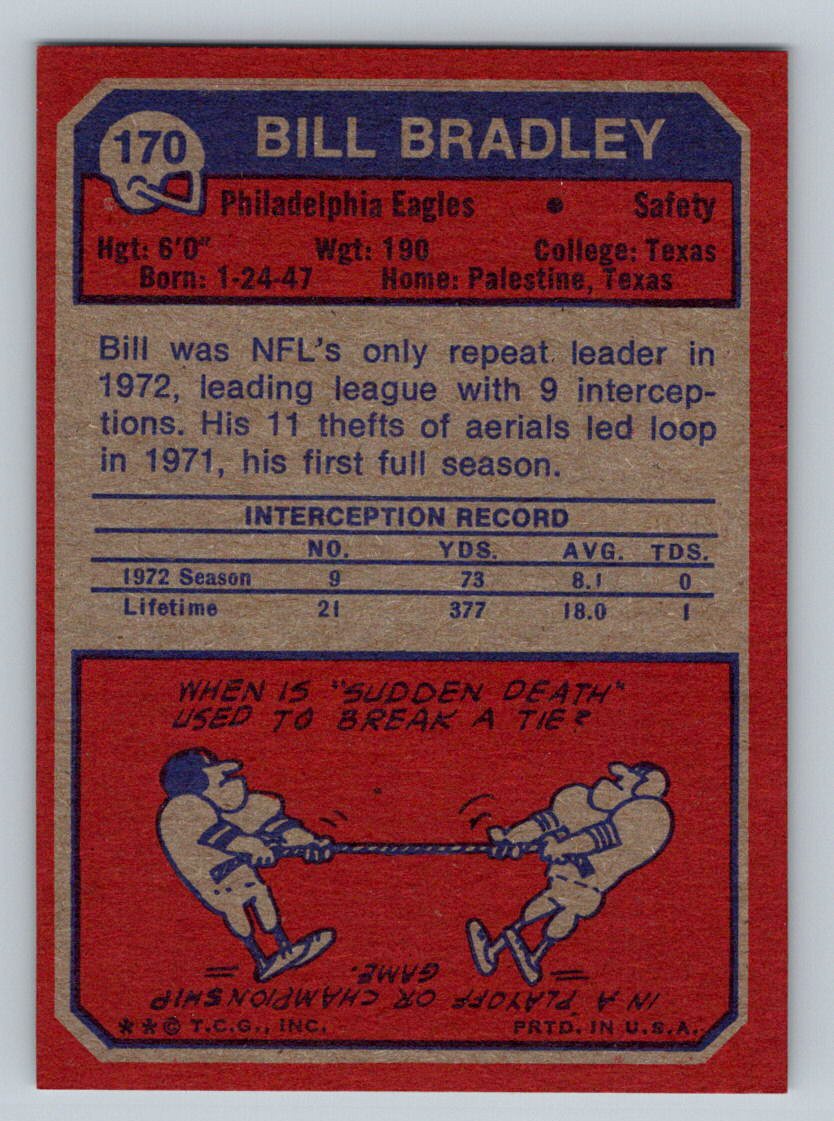 170 BILL BRADLEY
Philadelphia Eagles • Safety
Hgt: 6'0" Wgt: 190 College: Texas
Born: 1-24-47 Home: Palestine, Texas
Bill was NFL's only repeat leader in
1972, leading league with 9 intercep-
tions. His 11 thefts of aerials led loop
in 1971, his first full season.
INTERCEPTION RECORD
NO. YDS. AVG. TDS.
1972 Season 9 73 8.1 0
Lifetime 21 377 18.0 1
WHEN IS "SUDDEN DEATH"
USED TO BREAK A TIE?
IN A PLAYOFF OR CHAMPIONSHIP
GAME.
**© T.C.G., INC. PRTD. IN U.S.A.